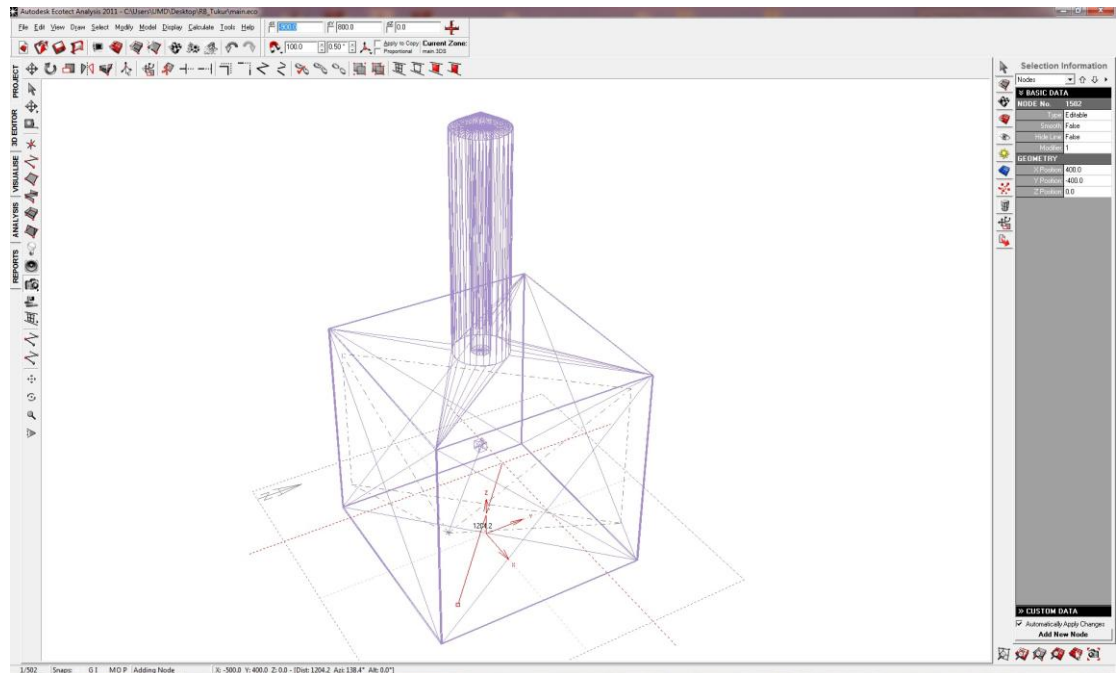 Autodesk Ecotect Analysis 2011 - C:\Users\UMD\Desktop\RB_Tukur\main.eco
File Edit View Draw Select Modify Model Display Calculate Tools Help
800.0
0.0
100.0
0.50 °
Apply to Copy
Proportional
Current Zone:
main 3DS
PROJECT
3D EDITOR
VISUALISE
ANALYSIS
REPORTS
Z
Y
X
1204.2
Selection Information
Nodes
BASIC DATA
NODE No. 1502
Type Editable
Smooth False
Hide Line False
Modifier 1
GEOMETRY
X Position 400.0
Y Position -400.0
Z Position 0.0
CUSTOM DATA
Automatically Apply Changes
Add New Node
1/502 Snaps: G I M O P Adding Node X: -500.0 Y: 400.0 Z: 0.0 - [Dist: 1204.2 Azi: 138.4° Alt: 0.0°]